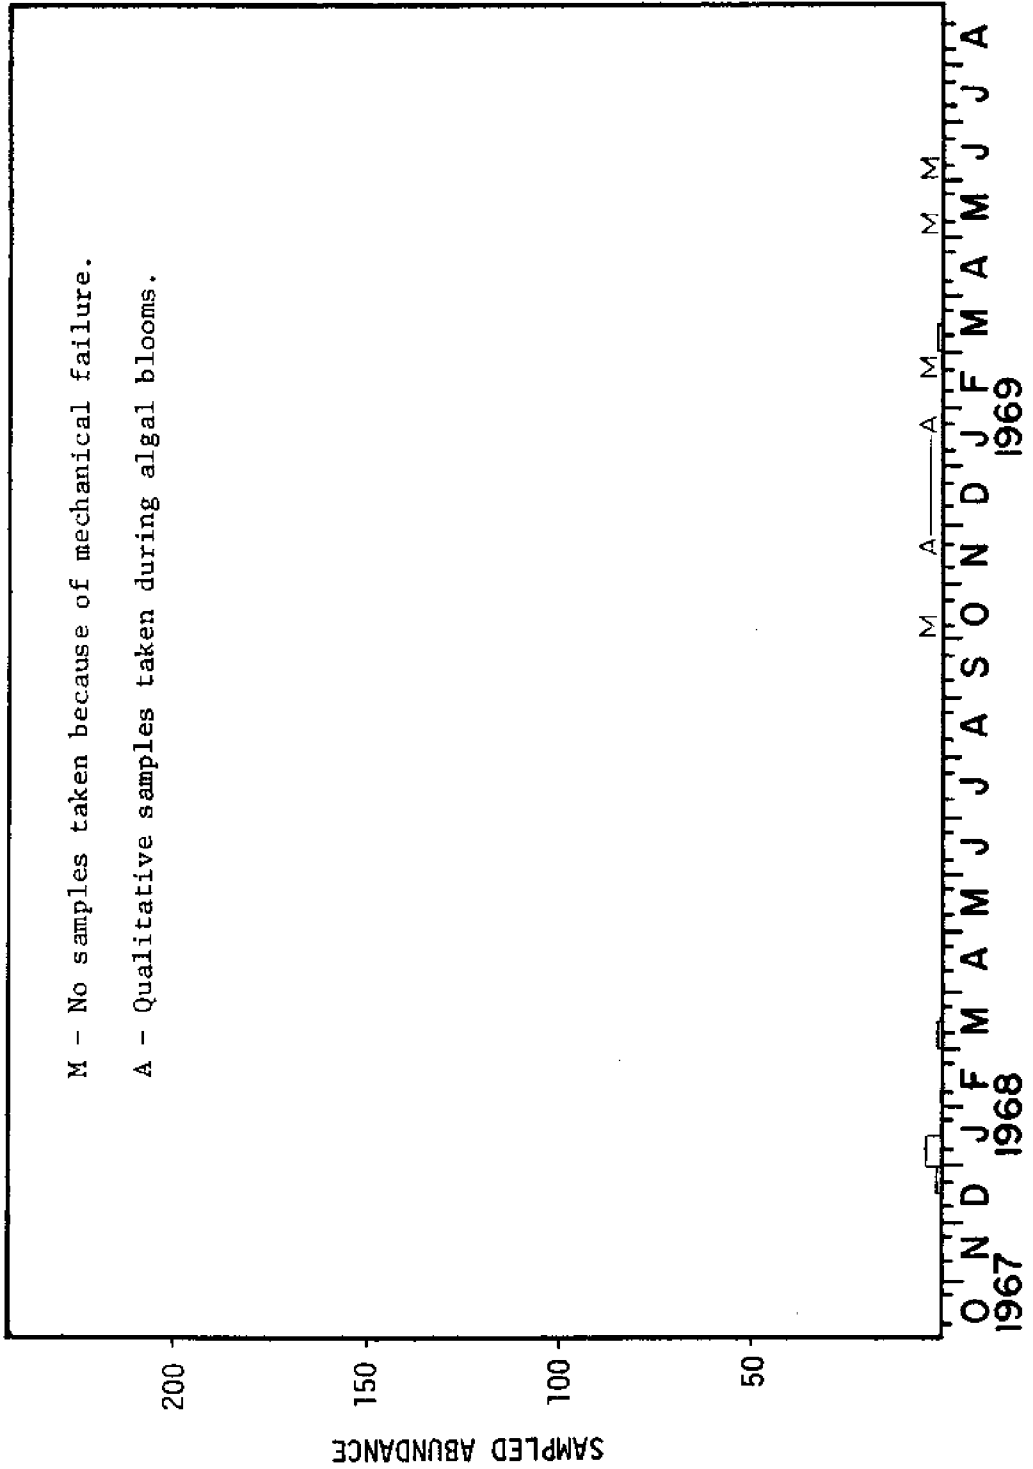 M - No samples taken because of mechanical failure.
A - Qualitative samples taken during algal blooms.
SAMPLED ABUNDANCE
200
150
100
50
M A A M M M
O N D J F M A M J J A S O N D J F M A M J J A
1967 1968 1969